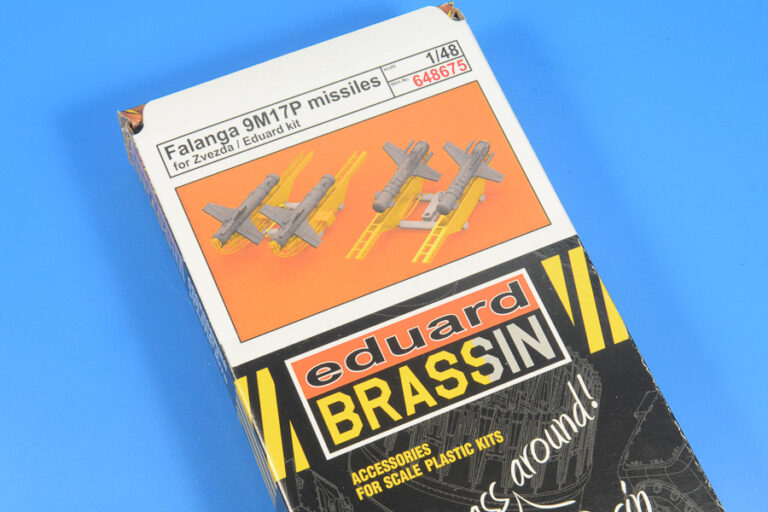 Falanga 9M17P missiles
for Zvezda / Eduard kit
scale
1/48
Item No.
648675
eduard
BRASSIN
ACCESSORIES
FOR SCALE PLASTIC KITS
around!